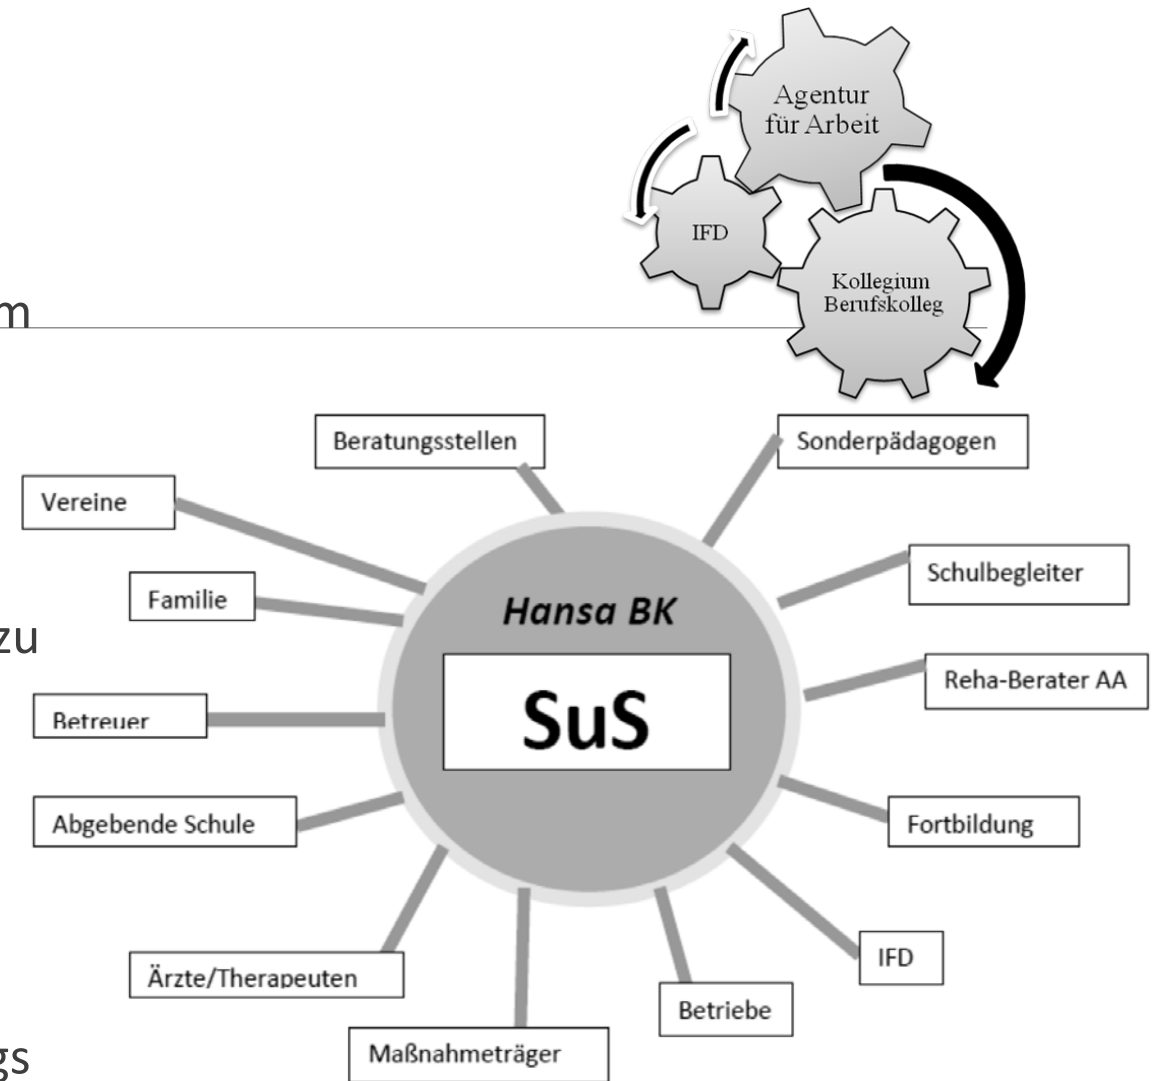 Agentur
für Arbeit
IFD
Kollegium
Berufskolleg
m
Beratungsstellen
Sonderpädagogen
Vereine
Schulbegleiter
Familie
Hansa BK
zu
SuS
Reha-Berater AA
Betreuer
Abgebende Schule
Fortbildung
IFD
Ärzte/Therapeuten
Betriebe
Maßnahmeträger
gs